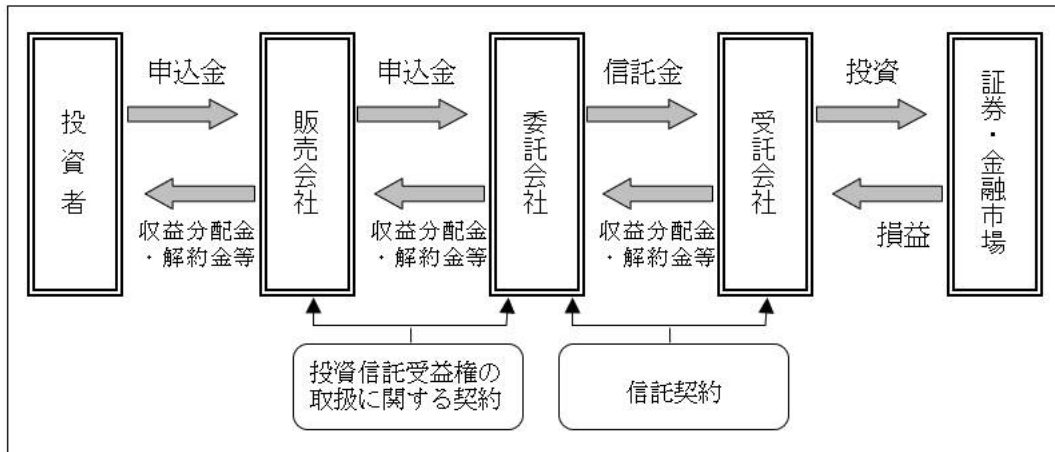 投資者
申込金
収益分配金
・解約金等
販売会社
申込金
収益分配金
・解約金等
委託会社
信託金
収益分配金
・解約金等
受託会社
投資
損益
証券・金融市場
投資信託受益権の
取扱に関する契約
信託契約